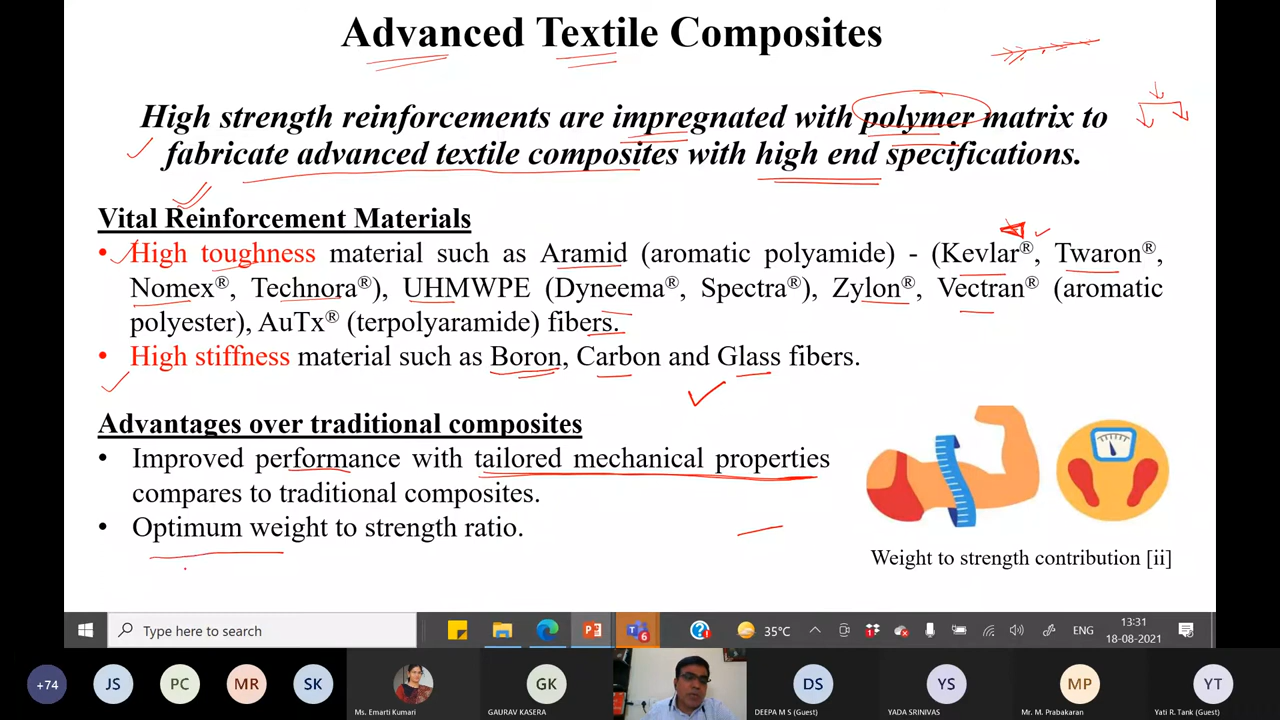 Advanced Textile Composites
High strength reinforcements are impregnated with polymer matrix to
fabricate advanced textile composites with high end specifications.
Vital Reinforcement Materials
• High toughness material such as Aramid (aromatic polyamide) - (Kevlar®, Twaron®,
Nomex®, Technora®), UHMWPE (Dyneema®, Spectra®), Zylon®, Vectran® (aromatic
polyester), AuTx® (terpolyaramide) fibers.
• High stiffness material such as Boron, Carbon and Glass fibers.
Advantages over traditional composites
• Improved performance with tailored mechanical properties
compares to traditional composites.
• Optimum weight to strength ratio.
Weight to strength contribution [ii]
Type here to search
6
1
35°C
ENG
13:31
18-08-2021
+74
JS
PC
MR
SK
GK
DS
YS
MP
YT
Ms. Emarti Kumari
GAURAV KASERA
DEEPA M S (Guest)
YADA SRINIVAS
Mr. M. Prabakaran
Yati R. Tank (Guest)